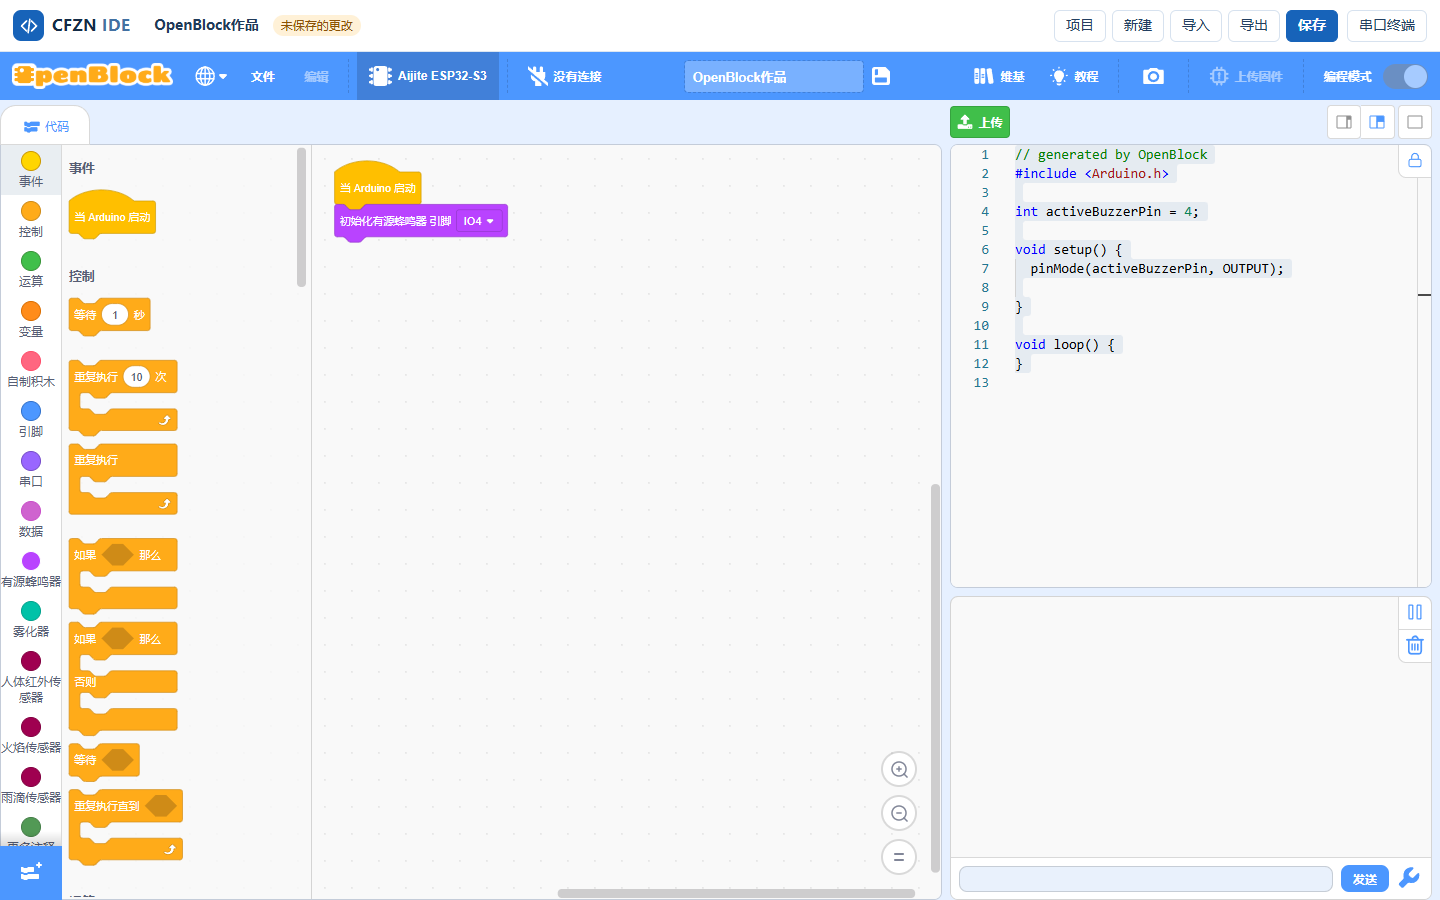 CFZN IDE
OpenBlock作品
未保存的更改
项目
新建
导入
导出
保存
串口终端
OpenBlock
文件
编辑
Aijite ESP32-S3
没有连接
OpenBlock作品
维基
教程
上传固件
编程模式
代码
上传
事件
控制
运算
变量
自制积木
引脚
串口
数据
有源蜂鸣器
雾化器
人体红外传
感器
火焰传感器
雨滴传感器
事件
当 Arduino 启动
控制
等待 1 秒
重复执行 10 次
重复执行
如果 那么
如果 那么
否则
等待
重复执行直到
当 Arduino 启动
初始化有源蜂鸣器 引脚 IO4
1 // generated by OpenBlock
2 #include <Arduino.h>
3
4 int activeBuzzerPin = 4;
5
6 void setup() {
7 pinMode(activeBuzzerPin, OUTPUT);
8
9 }
10
11 void loop() {
12 }
13
发送